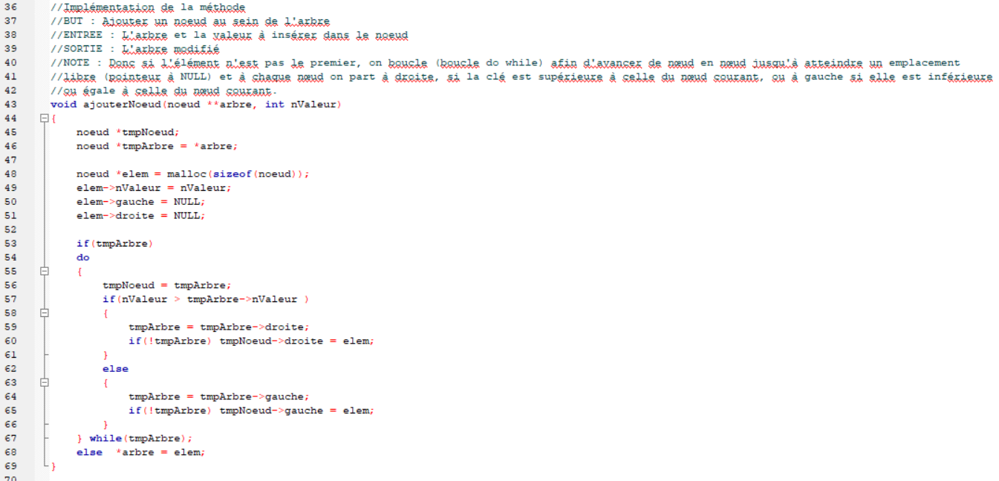 36 //Implémentation de la méthode
37 //BUT : Ajouter un noeud au sein de l'arbre
38 //ENTREE : L'arbre et la valeur à insérer dans le noeud
39 //SORTIE : L'arbre modifié
40 //NOTE : Donc si l'élément n'est pas le premier, on boucle (boucle do while) afin d'avancer de nœud en nœud jusqu'à atteindre un emplacement
41 //libre (pointeur à NULL) et à chaque nœud on part à droite, si la clé est supérieure à celle du nœud courant, ou à gauche si elle est inférieure
42 //ou égale à celle du nœud courant.
43 void ajouterNoeud(noeud **arbre, int nValeur)
44 {
45 noeud *tmpNoeud;
46 noeud *tmpArbre = *arbre;
47
48 noeud *elem = malloc(sizeof(noeud));
49 elem->nValeur = nValeur;
50 elem->gauche = NULL;
51 elem->droite = NULL;
52
53 if(tmpArbre)
54 do
55 {
56 tmpNoeud = tmpArbre;
57 if(nValeur > tmpArbre->nValeur )
58 {
59 tmpArbre = tmpArbre->droite;
60 if(!tmpArbre) tmpNoeud->droite = elem;
61 }
62 else
63 {
64 tmpArbre = tmpArbre->gauche;
65 if(!tmpArbre) tmpNoeud->gauche = elem;
66 }
67 } while(tmpArbre);
68 else  *arbre = elem;
69 }
70